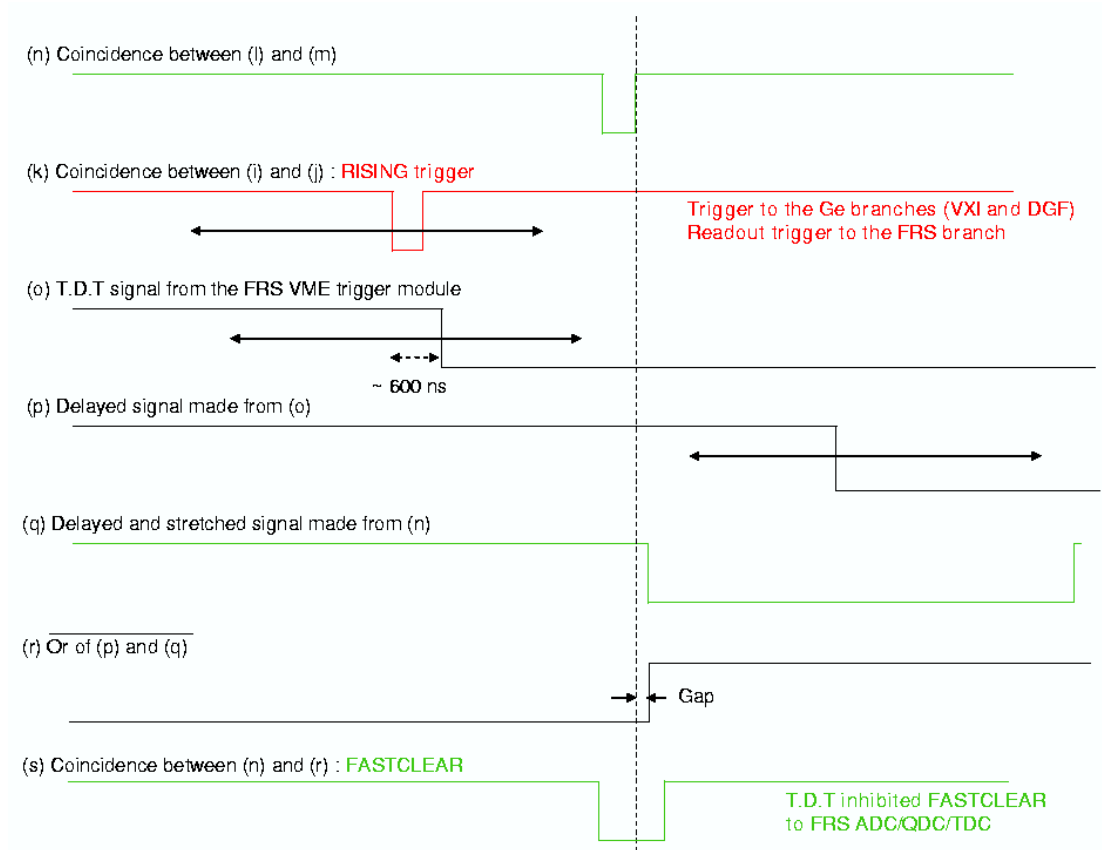 (n) Coincidence between (l) and (m)
(k) Coincidence between (i) and (j) : RISING trigger
Trigger to the Ge branches (VXI and DGF)
Readout trigger to the FRS branch
(o) T.D.T signal from the FRS VME trigger module
~ 600 ns
(p) Delayed signal made from (o)
(q) Delayed and stretched signal made from (n)
(r) Or of (p) and (q)
Gap
(s) Coincidence between (n) and (r) : FASTCLEAR
T.D.T inhibited FASTCLEAR
to FRS ADC/QDC/TDC